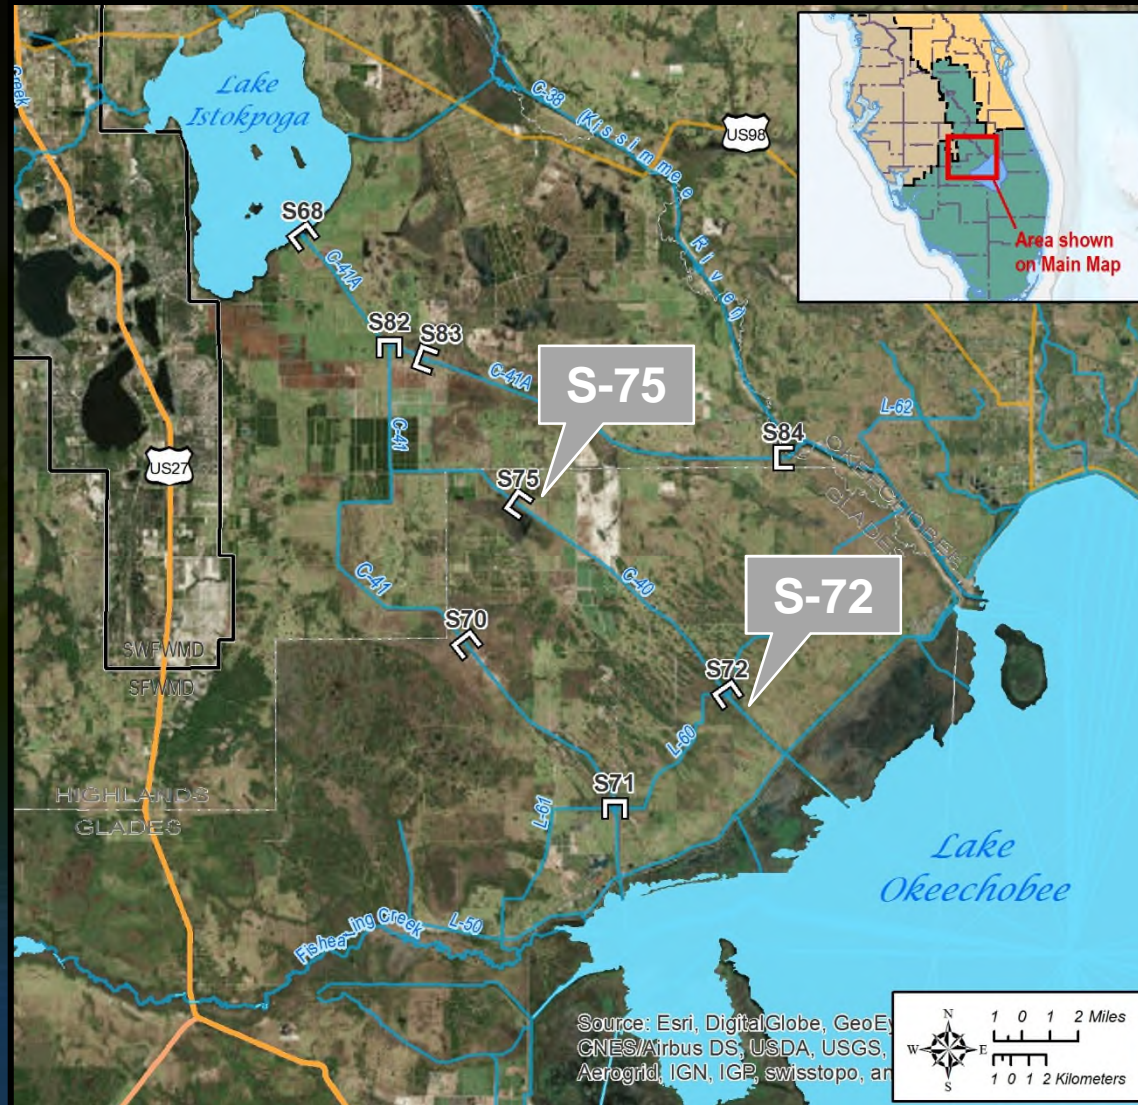 Lake
Istokpoga
Creek
C-38 (Kissimmee River)
US98
Area shown
on Main Map
S68
C-41A
S82
S83
C-41A
S-75
L-62
C-41
US27
S84
S75
OKEECHOBEE
GLADES
C-40
S-72
C-41
S70
SWFWMD
SFWMD
S72
L-60
HIGHLANDS
GLADES
S71
L-61
Lake
Okeechobee
L-50
Source: Esri, DigitalGlobe, GeoEy
CNES/Airbus DS, USDA, USGS,
Aerogrid, IGN, IGP, swisstopo, an
N
W E
S
1 0 1 2 Miles
1 0 1 2 Kilometers